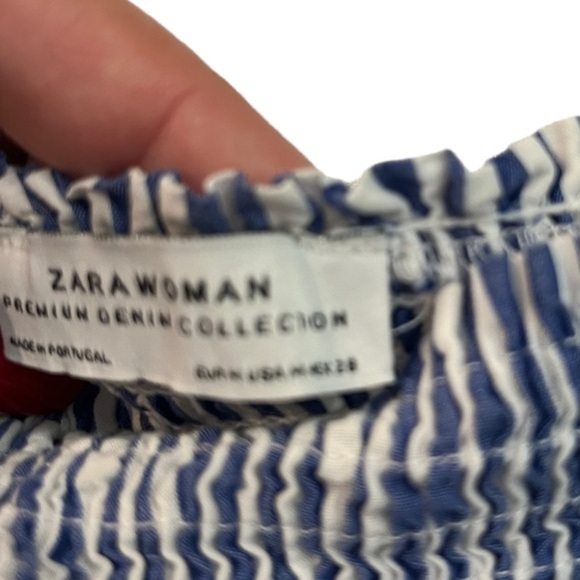 ZARA WOMAN
PREMIUM DENIM COLLECTION
MADE IN PORTUGAL
EUR M USA M MEX 28